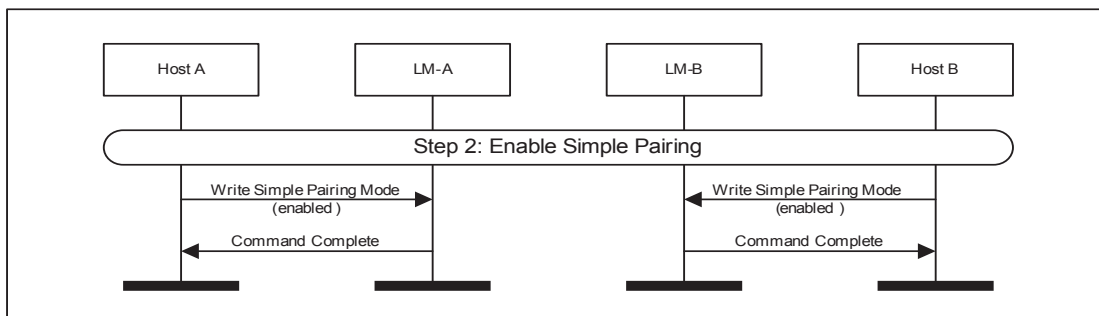 Host A
LM-A
LM-B
Host B
Step 2: Enable Simple Pairing
Write Simple Pairing Mode
(enabled )
Write Simple Pairing Mode
(enabled )
Command Complete
Command Complete